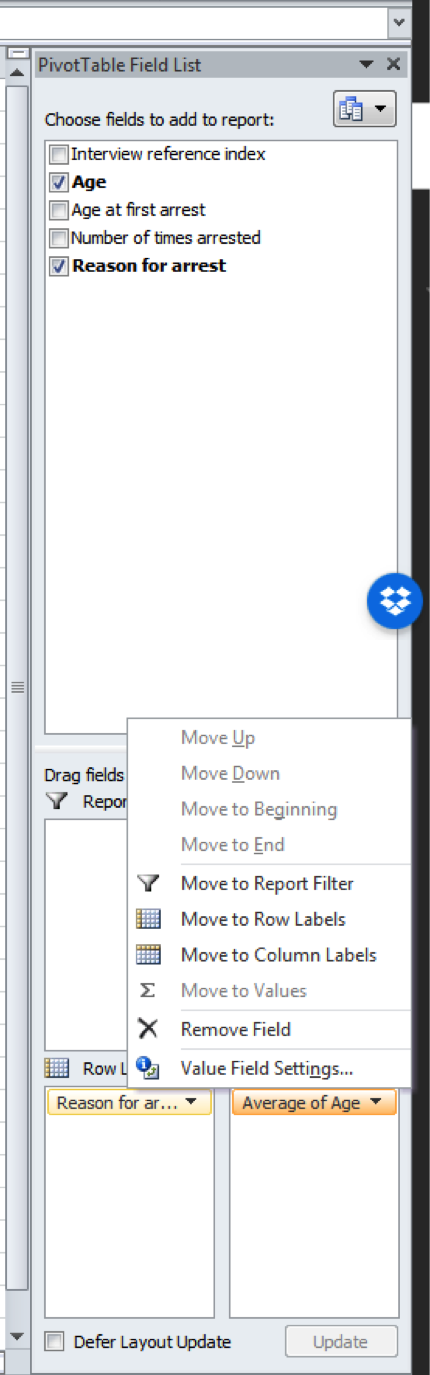 PivotTable Field List
Choose fields to add to report:
Interview reference index
Age
Age at first arrest
Number of times arrested
Reason for arrest
Move Up
Drag fields
Move Down
Repor
Move to Beginning
Move to End
Move to Report Filter
Move to Row Labels
Move to Column Labels
Σ Move to Values
Remove Field
Row L
Value Field Settings...
Reason for ar...
Average of Age
Defer Layout Update
Update